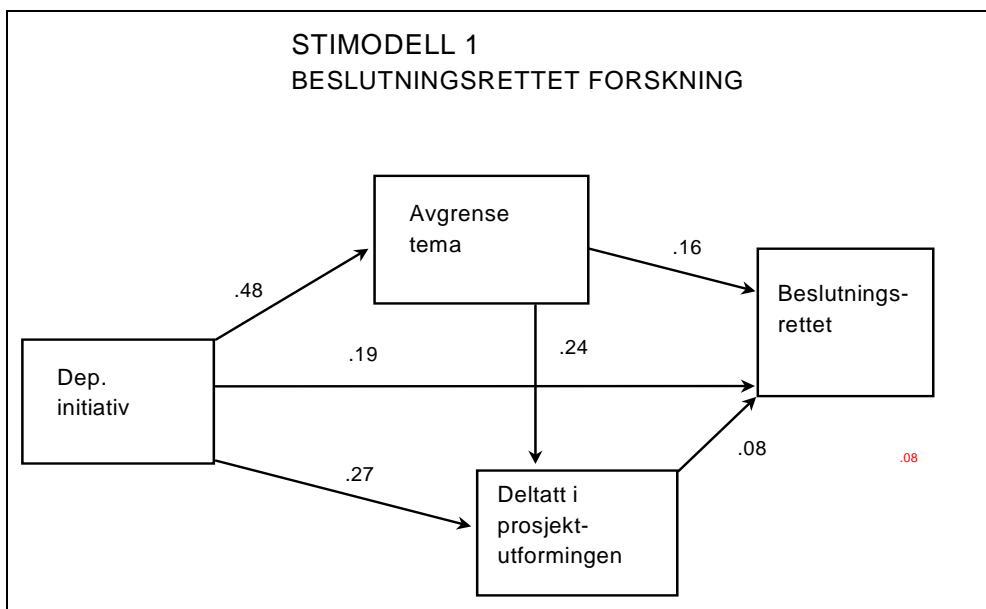 STIMODELL 1
BESLUTNINGSRETTET FORSKNING
Avgrense
tema
.16
Beslutnings-
rettet
.48
.19
.24
Dep.
initiativ
.27
.08
.08
Deltatt i
prosjekt-
utformingen